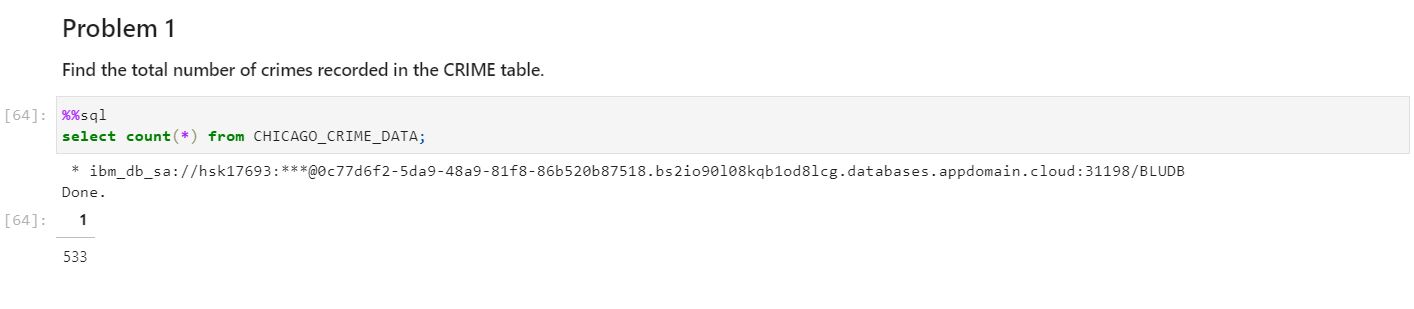 Problem 1
Find the total number of crimes recorded in the CRIME table.
[64]: %%sql
select count(*) from CHICAGO_CRIME_DATA;
* ibm_db_sa://hsk17693:***@0c77d6f2-5da9-48a9-81f8-86b520b87518.bs2io90l08kqb1od8lcg.databases.appdomain.cloud:31198/BLUDB
Done.
[64]: 1
533